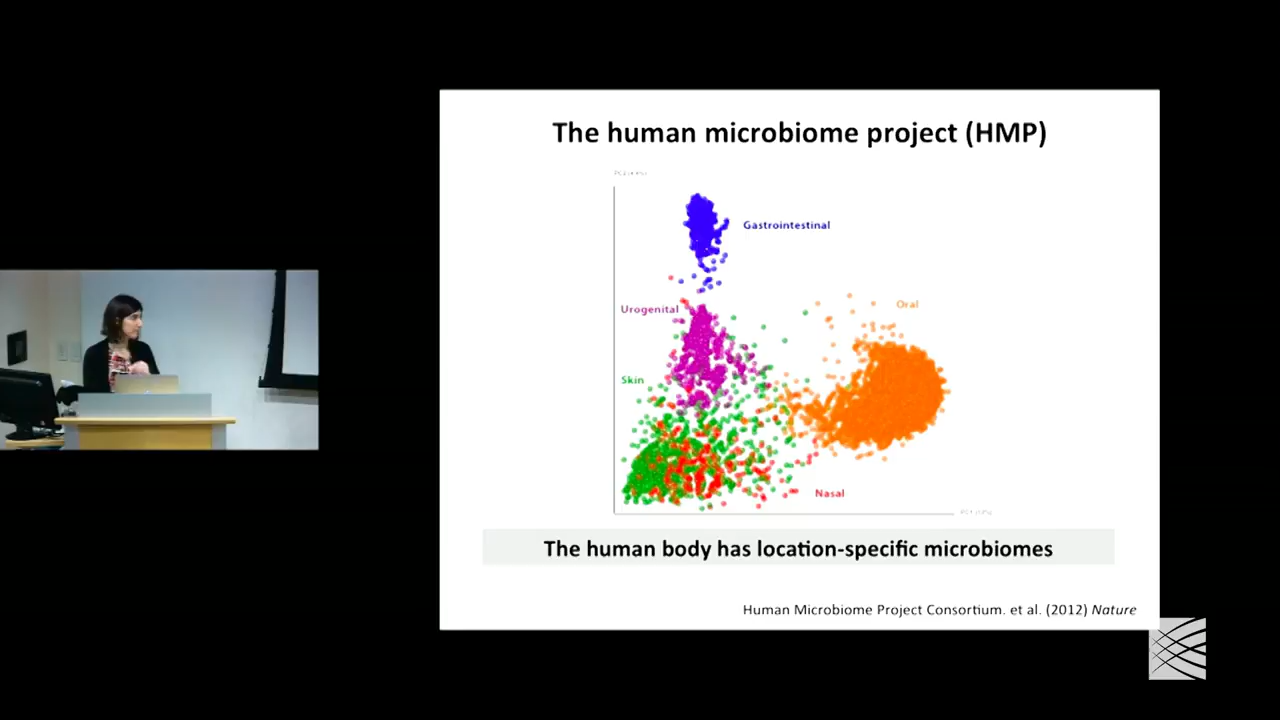 The human microbiome project (HMP)
Gastrointestinal
Urogenital
Oral
Skin
Nasal
The human body has location-specific microbiomes
Human Microbiome Project Consortium. et al. (2012) Nature